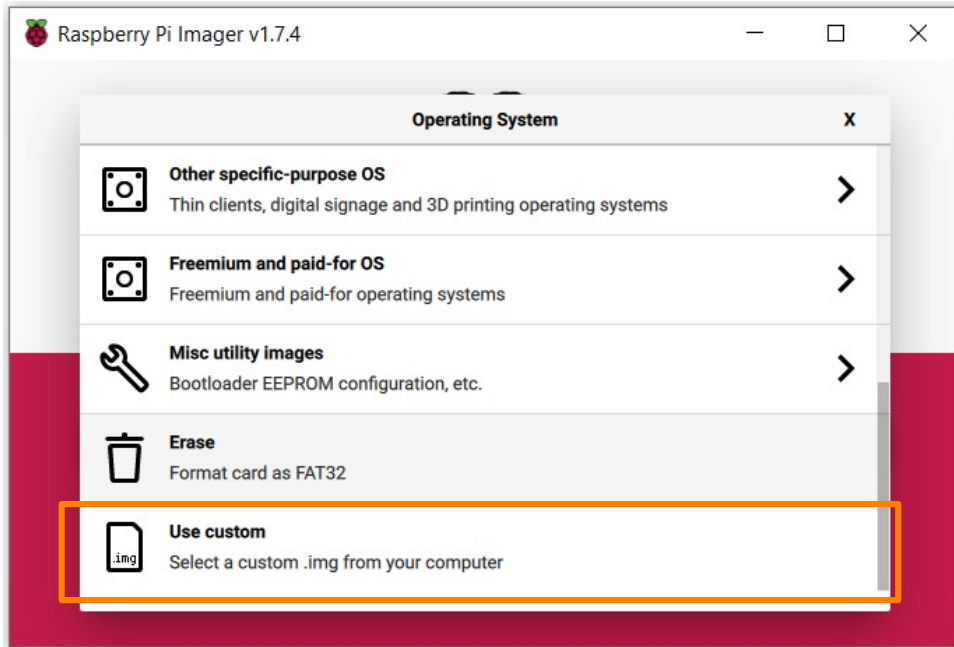 Raspberry Pi Imager v1.7.4
Operating System
X
Other specific-purpose OS
Thin clients, digital signage and 3D printing operating systems
Freemium and paid-for OS
Freemium and paid-for operating systems
Misc utility images
Bootloader EEPROM configuration, etc.
Erase
Format card as FAT32
Use custom
.img
Select a custom .img from your computer